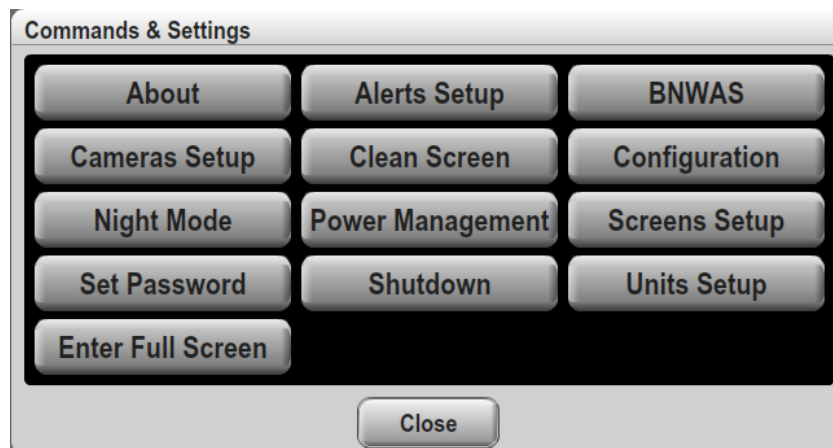 Commands & Settings
About
Alerts Setup
BNWAS
Cameras Setup
Clean Screen
Configuration
Night Mode
Power Management
Screens Setup
Set Password
Shutdown
Units Setup
Enter Full Screen
Close